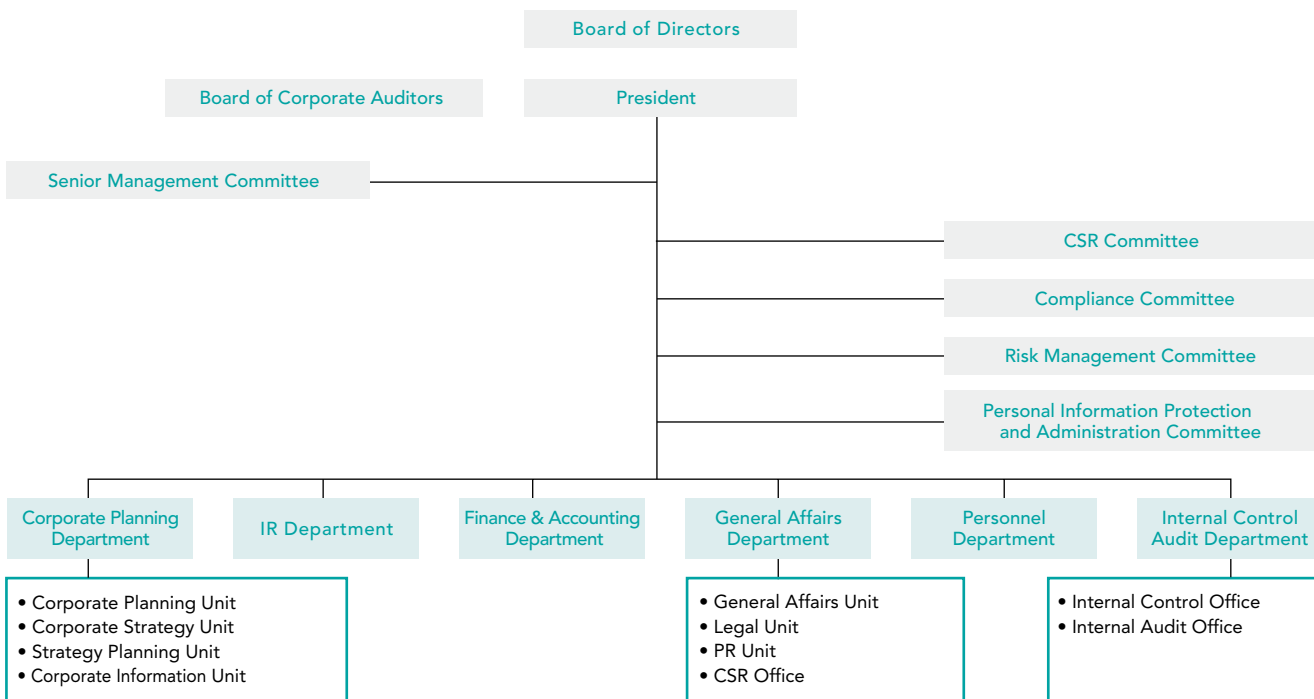 Board of Directors
Board of Corporate Auditors
President
Senior Management Committee
CSR Committee
Compliance Committee
Risk Management Committee
Personal Information Protection
and Administration Committee
Corporate Planning
Department
IR Department
Finance & Accounting
Department
General Affairs
Department
Personnel
Department
Internal Control
Audit Department
• Corporate Planning Unit
• Corporate Strategy Unit
• Strategy Planning Unit
• Corporate Information Unit
• General Affairs Unit
• Legal Unit
• PR Unit
• CSR Office
• Internal Control Office
• Internal Audit Office